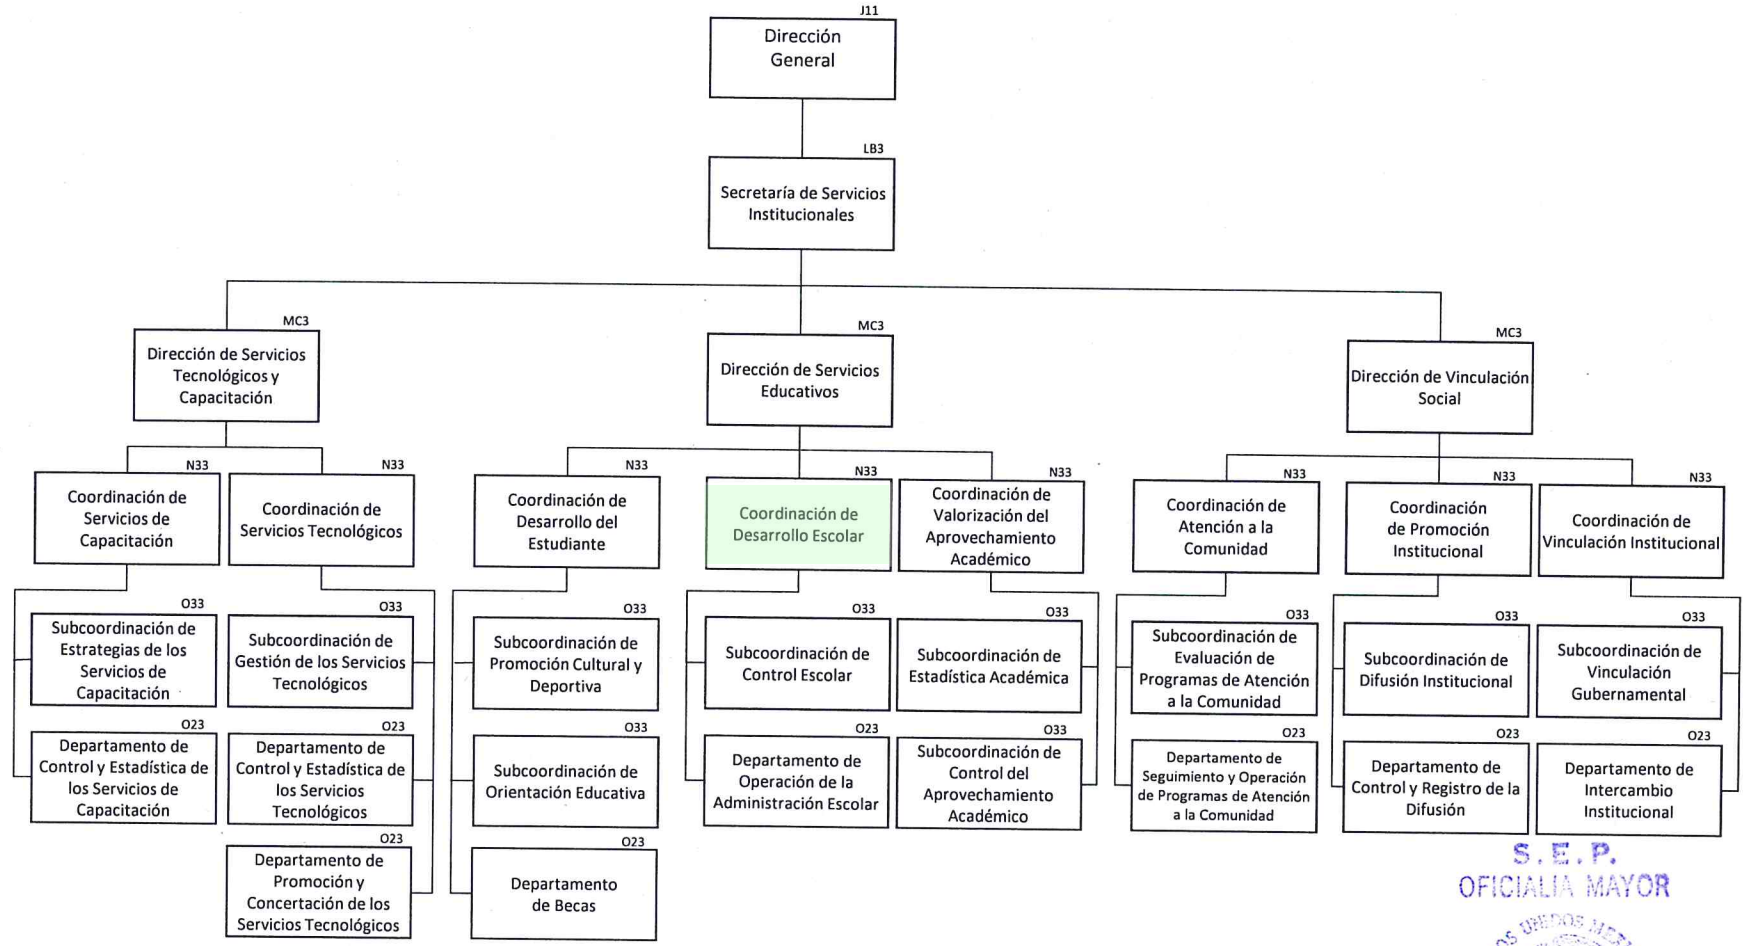 J11
Dirección
General
LB3
Secretaría de Servicios
Institucionales
MC3
Dirección de Servicios
Tecnológicos y
Capacitación
MC3
Dirección de Servicios
Educativos
MC3
Dirección de Vinculación
Social
N33
Coordinación de
Servicios de
Capacitación
N33
Coordinación de
Servicios Tecnológicos
N33
Coordinación de
Desarrollo del
Estudiante
N33
Coordinación de
Desarrollo Escolar
N33
Coordinación de
Valorización del
Aprovechamiento
Académico
N33
Coordinación de
Atención a la
Comunidad
N33
Coordinación
de Promoción
Institucional
N33
Coordinación de
Vinculación Institucional
O33
Subcoordinación de
Estrategias de los
Servicios de
Capacitación
O33
Subcoordinación de
Gestión de los Servicios
Tecnológicos
O33
Subcoordinación de
Promoción Cultural y
Deportiva
O33
Subcoordinación de
Control Escolar
O33
Subcoordinación de
Estadística Académica
O33
Subcoordinación de
Evaluación de
Programas de Atención
a la Comunidad
O33
Subcoordinación de
Difusión Institucional
O33
Subcoordinación de
Vinculación
Gubernamental
O23
Departamento de
Control y Estadística de
los Servicios de
Capacitación
O23
Departamento de
Control y Estadística de
los Servicios
Tecnológicos
O33
Subcoordinación de
Orientación Educativa
O23
Departamento de
Operación de la
Administración Escolar
O33
Subcoordinación de
Control del
Aprovechamiento
Académico
O23
Departamento de
Seguimiento y Operación
de Programas de Atención
a la Comunidad
O23
Departamento de
Control y Registro de la
Difusión
O23
Departamento de
Intercambio
Institucional
O23
Departamento de
Promoción y
Concertación de los
Servicios Tecnológicos
O23
Departamento
de Becas
S.E.P.
OFICIALIA MAYOR